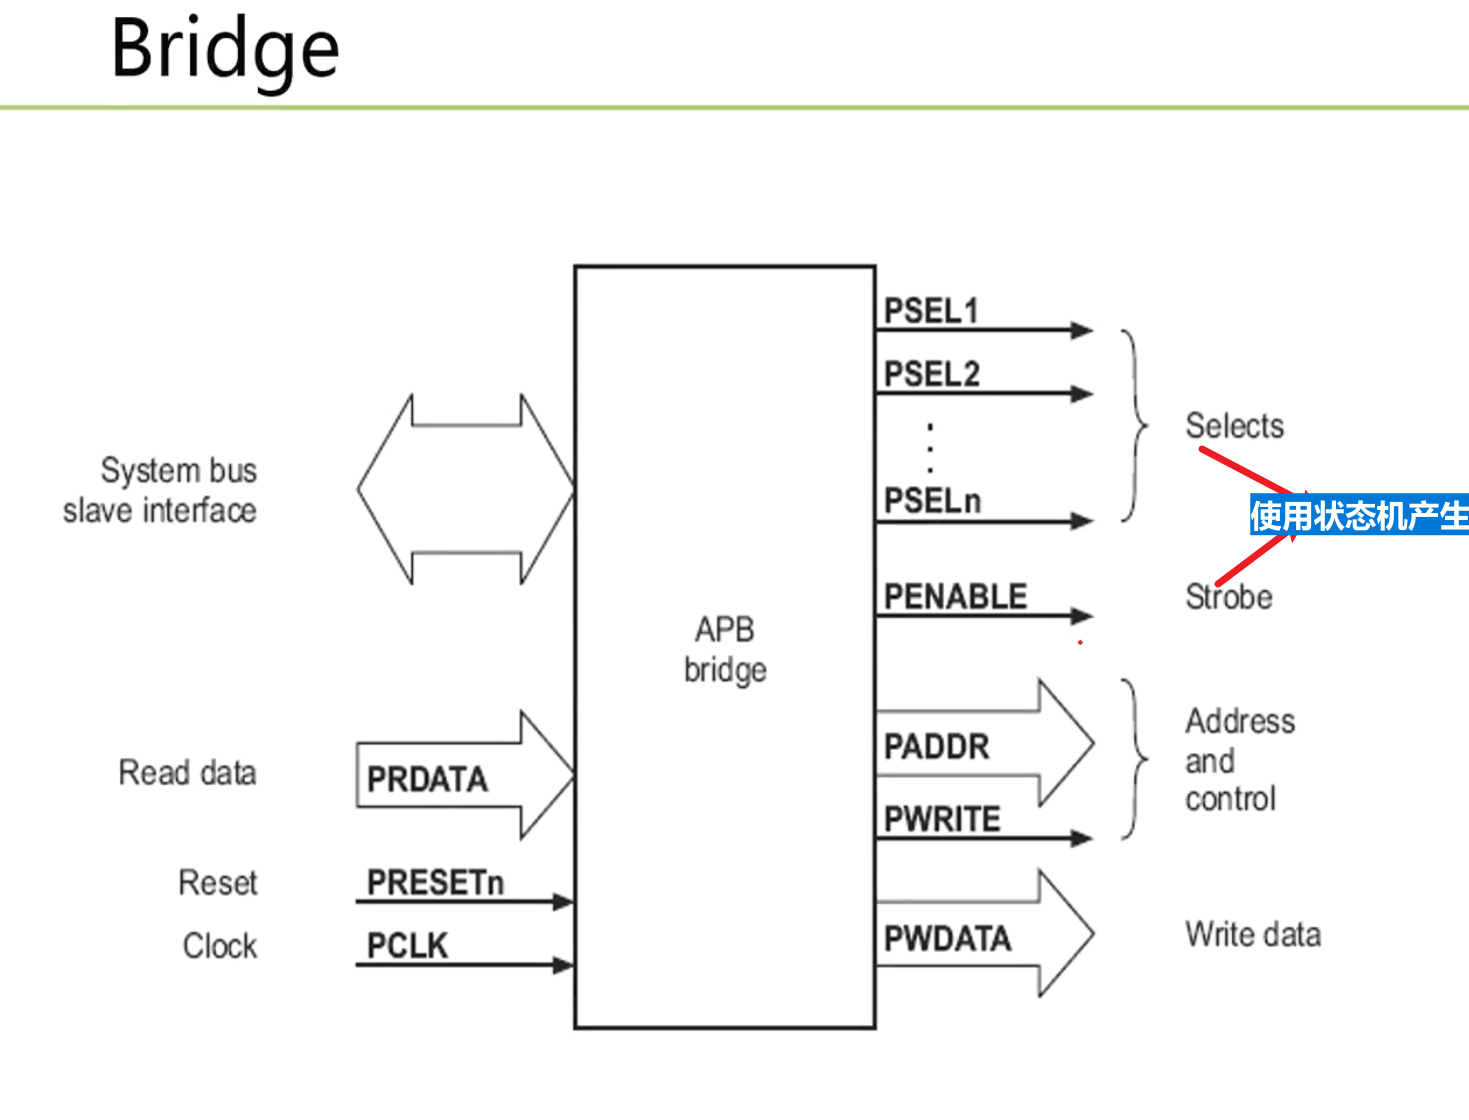 Bridge
PSEL1
PSEL2
PSELn
Selects
使用状态机产生
System bus
slave interface
PENABLE
Strobe
APB
bridge
Read data
PRDATA
PADDR
PWRITE
Address
and
control
Reset
PRESETn
Clock
PCLK
PWDATA
Write data